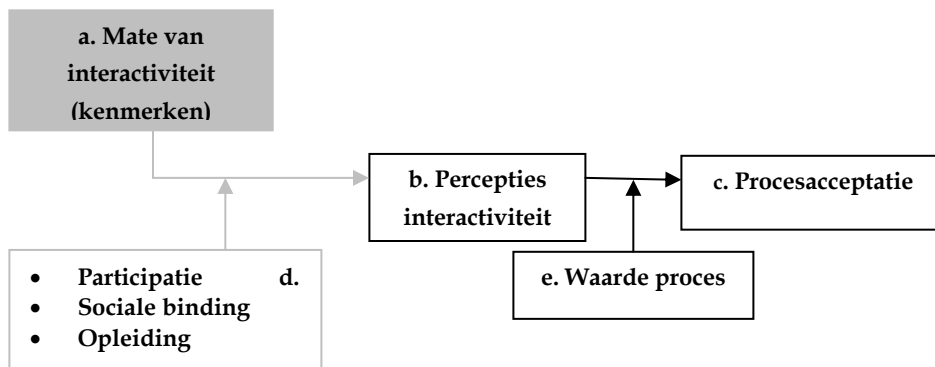 a. Mate van
interactiviteit
(kenmerken)
b. Percepties
interactiviteit
c. Procesacceptatie
• Participatie d.
• Sociale binding
• Opleiding
e. Waarde proces